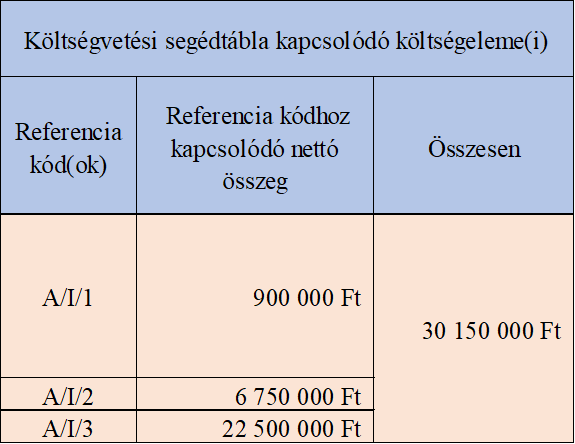 Költségvetési segédtábla kapcsolódó költségeleme(i)
Referencia
kód(ok)
Referencia kódhoz
kapcsolódó nettó
összeg
Összesen
A/I/1
900 000 Ft
30 150 000 Ft
A/I/2
6 750 000 Ft
A/I/3
22 500 000 Ft